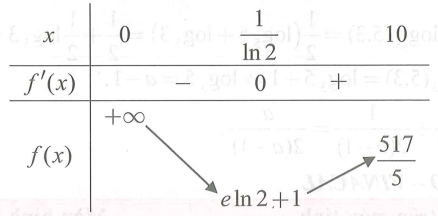 x 0 1/ln 2 10
f′(x) − 0 +
f(x) +∞ e ln 2 + 1 517/5